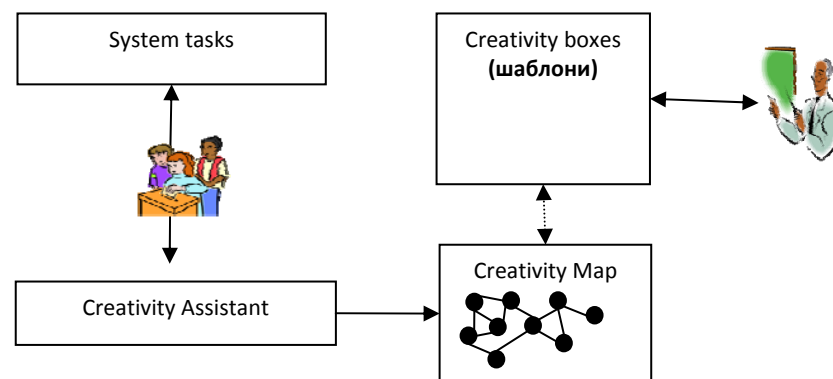 System tasks
Creativity boxes
(шаблони)
Creativity Assistant
Creativity Map